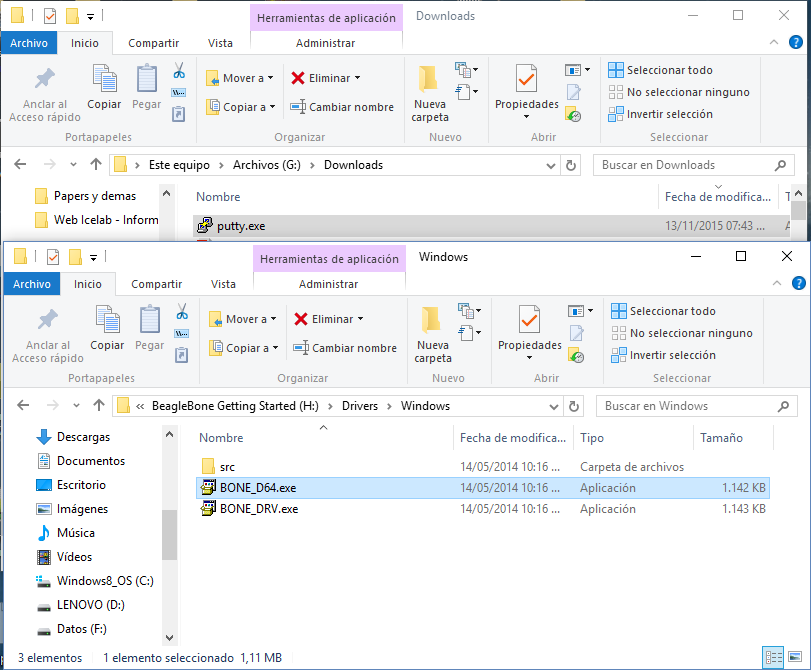 Herramientas de aplicación Downloads
Archivo Inicio Compartir Vista Administrar
Anclar al Acceso rápido
Copiar
Pegar
Mover a
Copiar a
Eliminar
Cambiar nombre
Nueva carpeta
Propiedades
Seleccionar todo
No seleccionar ninguno
Invertir selección
Portapapeles Organizar Nuevo Abrir Seleccionar
Este equipo > Archivos (G:) > Downloads
Buscar en Downloads
Papers y demas
Web Icelab - Inform
Nombre Fecha de modifica...
putty.exe 13/11/2015 07:43 ...
Herramientas de aplicación Windows
Archivo Inicio Compartir Vista Administrar
Anclar al Acceso rápido
Copiar
Pegar
Mover a
Copiar a
Eliminar
Cambiar nombre
Nueva carpeta
Propiedades
Seleccionar todo
No seleccionar ninguno
Invertir selección
Portapapeles Organizar Nuevo Abrir Seleccionar
« BeagleBone Getting Started (H:) > Drivers > Windows
Buscar en Windows
Descargas
Documentos
Escritorio
Imágenes
Música
Vídeos
Windows8_OS (C:)
LENOVO (D:)
Datos (F:)
Nombre Fecha de modifica... Tipo Tamaño
src 14/05/2014 10:16 ... Carpeta de archivos
BONE_D64.exe 14/05/2014 10:16 ... Aplicación 1.142 KB
BONE_DRV.exe 14/05/2014 10:16 ... Aplicación 1.143 KB
3 elementos 1 elemento seleccionado 1,11 MB